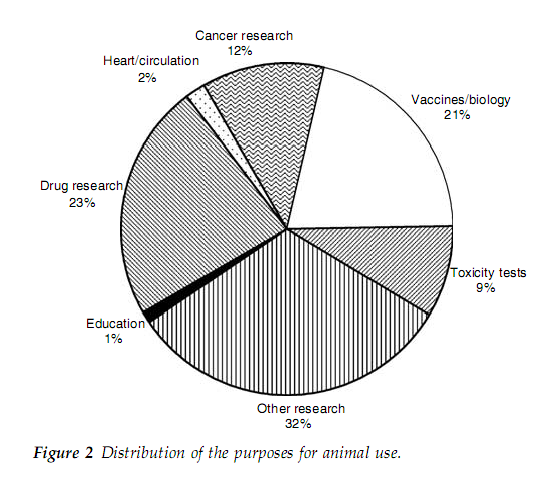 Cancer research
12%
Heart/circulation
2%
Vaccines/biology
21%
Drug research
23%
Toxicity tests
9%
Education
1%
Other research
32%
Figure 2 Distribution of the purposes for animal use.